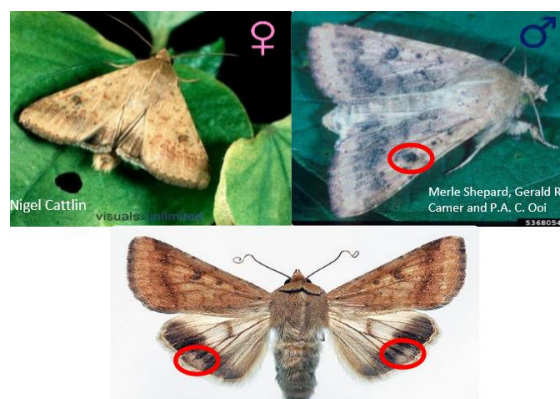 Nigel Cattlin
visuals unlimited
Merle Shepard, Gerald R
Carner and P.A. C. Ooi
5368054